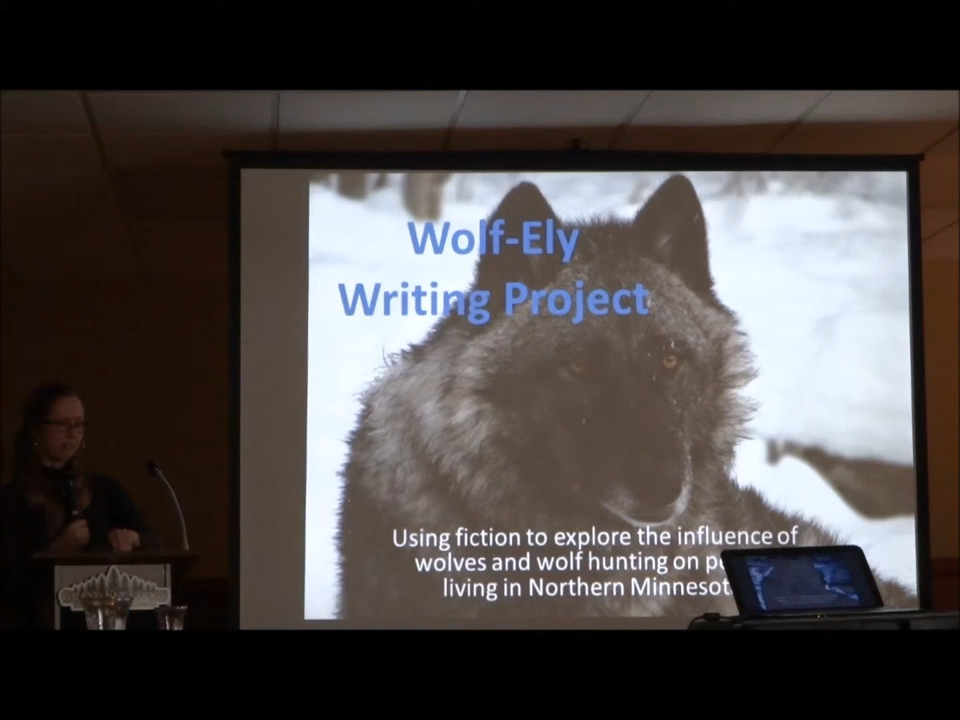 Wolf-Ely
Writing Project
Using fiction to explore the influence of
wolves and wolf hunting on
living in Northern